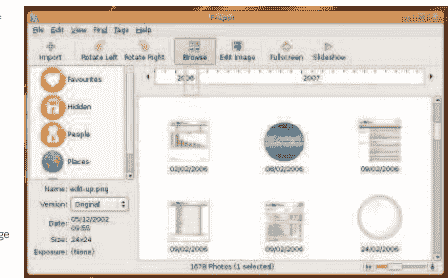 F-Spot
File Edit View Find Tags Help
Import Rotate Left Rotate Right Browse Edit Image Fullscreen Slideshow
Favourites
Hidden
People
Places
2006 2007
02/02/2006 08/02/2006 09/02/2006
09/02/2006 09/02/2006 24/02/2006
Name: edit-up.png
Version: Original
Date: 05/12/2002
09:55
Size: 24x24
Exposure: (None)
1678 Photos (1 selected)